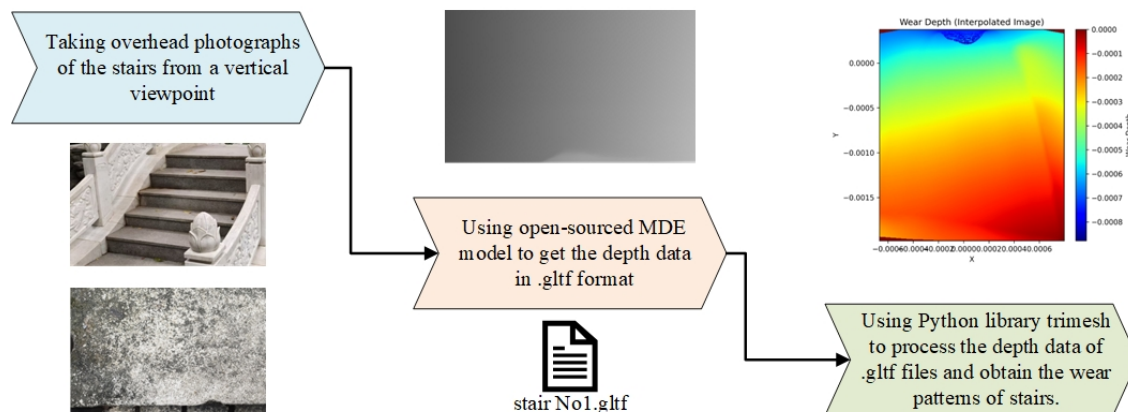 Taking overhead photographs
of the stairs from a vertical
viewpoint
Using open-sourced MDE
model to get the depth data
in .gltf format
stair No1.gltf
Wear Depth (Interpolated Image)
0.0000
−0.0005
−0.0010
−0.0015
Y
X
0.0000
−0.0001
−0.0002
−0.0003
−0.0004
−0.0005
−0.0006
−0.0007
−0.0008
Using Python library trimesh
to process the depth data of
.gltf files and obtain the wear
patterns of stairs.